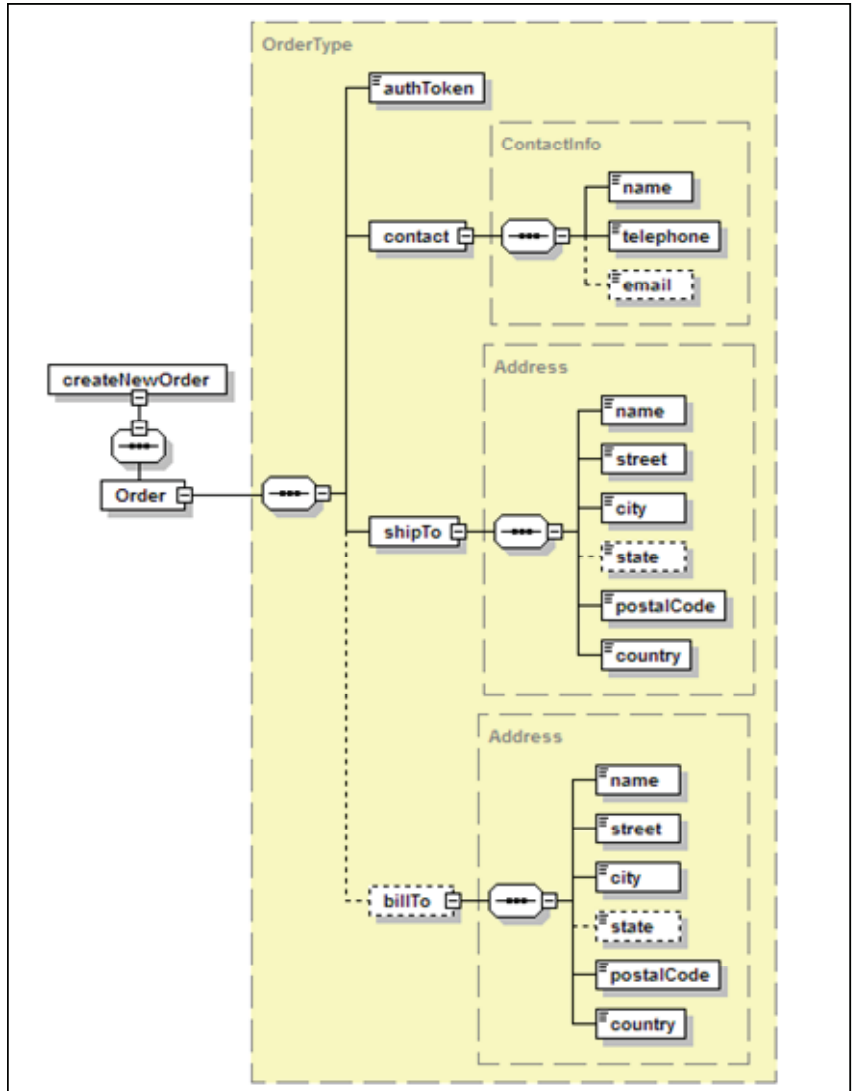 OrderType
authToken
ContactInfo
name
contact
telephone
email
createNewOrder
Order
Address
name
street
city
shipTo
state
postalCode
country
Address
name
street
city
billTo
state
postalCode
country